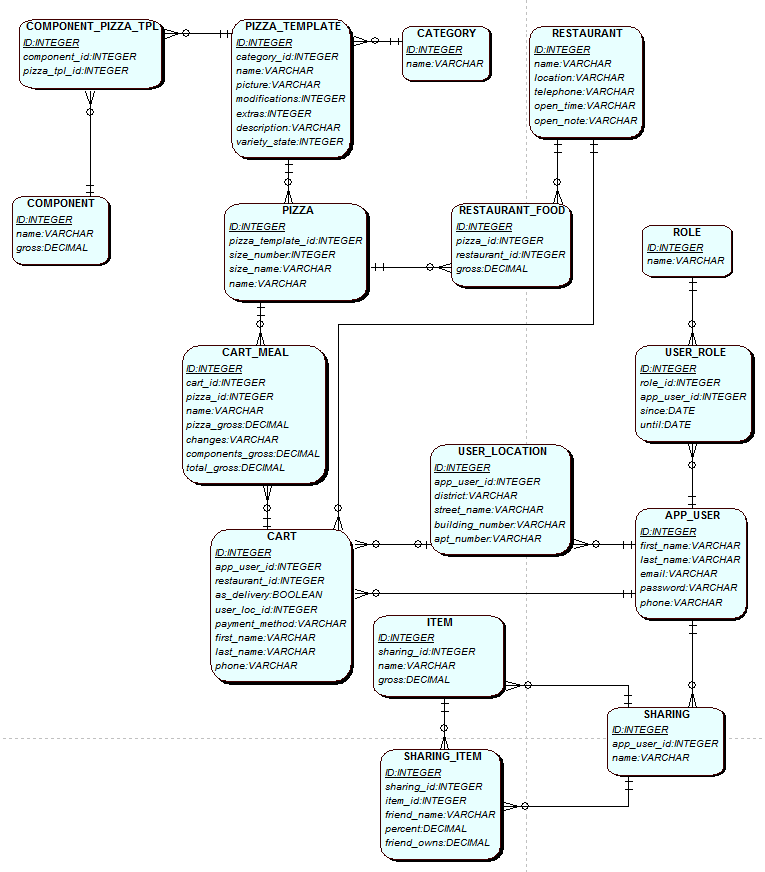 COMPONENT_PIZZA_TPL
ID:INTEGER
component_id:INTEGER
pizza_tpl_id:INTEGER
PIZZA_TEMPLATE
ID:INTEGER
category_id:INTEGER
name:VARCHAR
picture:VARCHAR
modifications:INTEGER
extras:INTEGER
description:VARCHAR
variety_state:INTEGER
CATEGORY
ID:INTEGER
name:VARCHAR
RESTAURANT
ID:INTEGER
name:VARCHAR
location:VARCHAR
telephone:VARCHAR
open_time:VARCHAR
open_note:VARCHAR
COMPONENT
ID:INTEGER
name:VARCHAR
gross:DECIMAL
PIZZA
ID:INTEGER
pizza_template_id:INTEGER
size_number:INTEGER
size_name:VARCHAR
name:VARCHAR
RESTAURANT_FOOD
ID:INTEGER
pizza_id:INTEGER
restaurant_id:INTEGER
gross:DECIMAL
ROLE
ID:INTEGER
name:VARCHAR
CART_MEAL
ID:INTEGER
cart_id:INTEGER
pizza_id:INTEGER
name:VARCHAR
pizza_gross:DECIMAL
changes:VARCHAR
components_gross:DECIMAL
total_gross:DECIMAL
USER_ROLE
ID:INTEGER
role_id:INTEGER
app_user_id:INTEGER
since:DATE
until:DATE
USER_LOCATION
ID:INTEGER
app_user_id:INTEGER
district:VARCHAR
street_name:VARCHAR
building_number:VARCHAR
apt_number:VARCHAR
CART
ID:INTEGER
app_user_id:INTEGER
restaurant_id:INTEGER
as_delivery:BOOLEAN
user_loc_id:INTEGER
payment_method:VARCHAR
first_name:VARCHAR
last_name:VARCHAR
phone:VARCHAR
APP_USER
ID:INTEGER
first_name:VARCHAR
last_name:VARCHAR
email:VARCHAR
password:VARCHAR
phone:VARCHAR
ITEM
ID:INTEGER
sharing_id:INTEGER
name:VARCHAR
gross:DECIMAL
SHARING
ID:INTEGER
app_user_id:INTEGER
name:VARCHAR
SHARING_ITEM
ID:INTEGER
sharing_id:INTEGER
item_id:INTEGER
friend_name:VARCHAR
percent:DECIMAL
friend_owns:DECIMAL